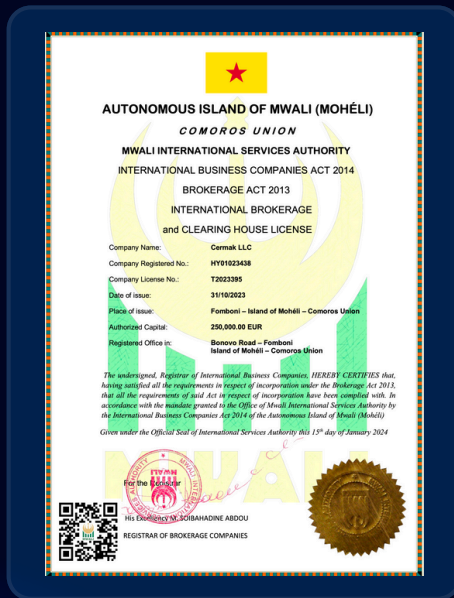 AUTONOMOUS ISLAND OF MWALI (MOHÉLI)
COMOROS UNION
MWALI INTERNATIONAL SERVICES AUTHORITY
INTERNATIONAL BUSINESS COMPANIES ACT 2014
BROKERAGE ACT 2013
INTERNATIONAL BROKERAGE
and CLEARING HOUSE LICENSE
Company Name: Cermak LLC
Company Registered No.: HY01023438
Company License No.: T2023395
Date of issue: 31/10/2023
Place of issue: Fomboni – Island of Mohéli – Comoros Union
Authorized Capital: 250,000.00 EUR
Registered Office in: Bonovo Road – Fomboni
Island of Mohéli – Comoros Union
The undersigned, Registrar of International Business Companies, HEREBY CERTIFIES that,
having satisfied all the requirements in respect of incorporation under the Brokerage Act 2013,
that all the requirements of said Act in respect of incorporation have been complied with. In
accordance with the mandate granted to the Office of Mwali International Services Authority by
the International Business Companies Act 2014 of the Autonomous Island of Mwali (Mohéli)
Given under the Official Seal of International Services Authority this 15th day of January 2024
MWALI
For the Registrar
His Excellency M. SOIBAHADINE ABDOU
REGISTRAR OF BROKERAGE COMPANIES